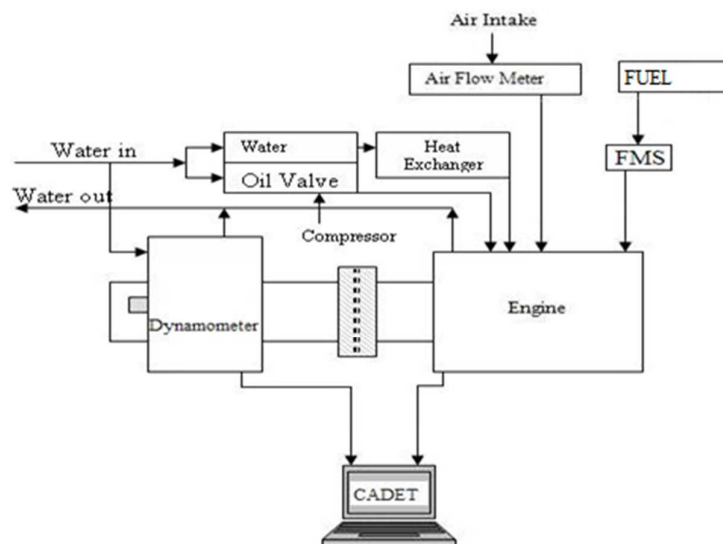 Air Intake
Air Flow Meter
FUEL
Water in
Water
Heat
Exchanger
FMS
Oil Valve
Water out
Compressor
Dynamometer
Engine
CADET